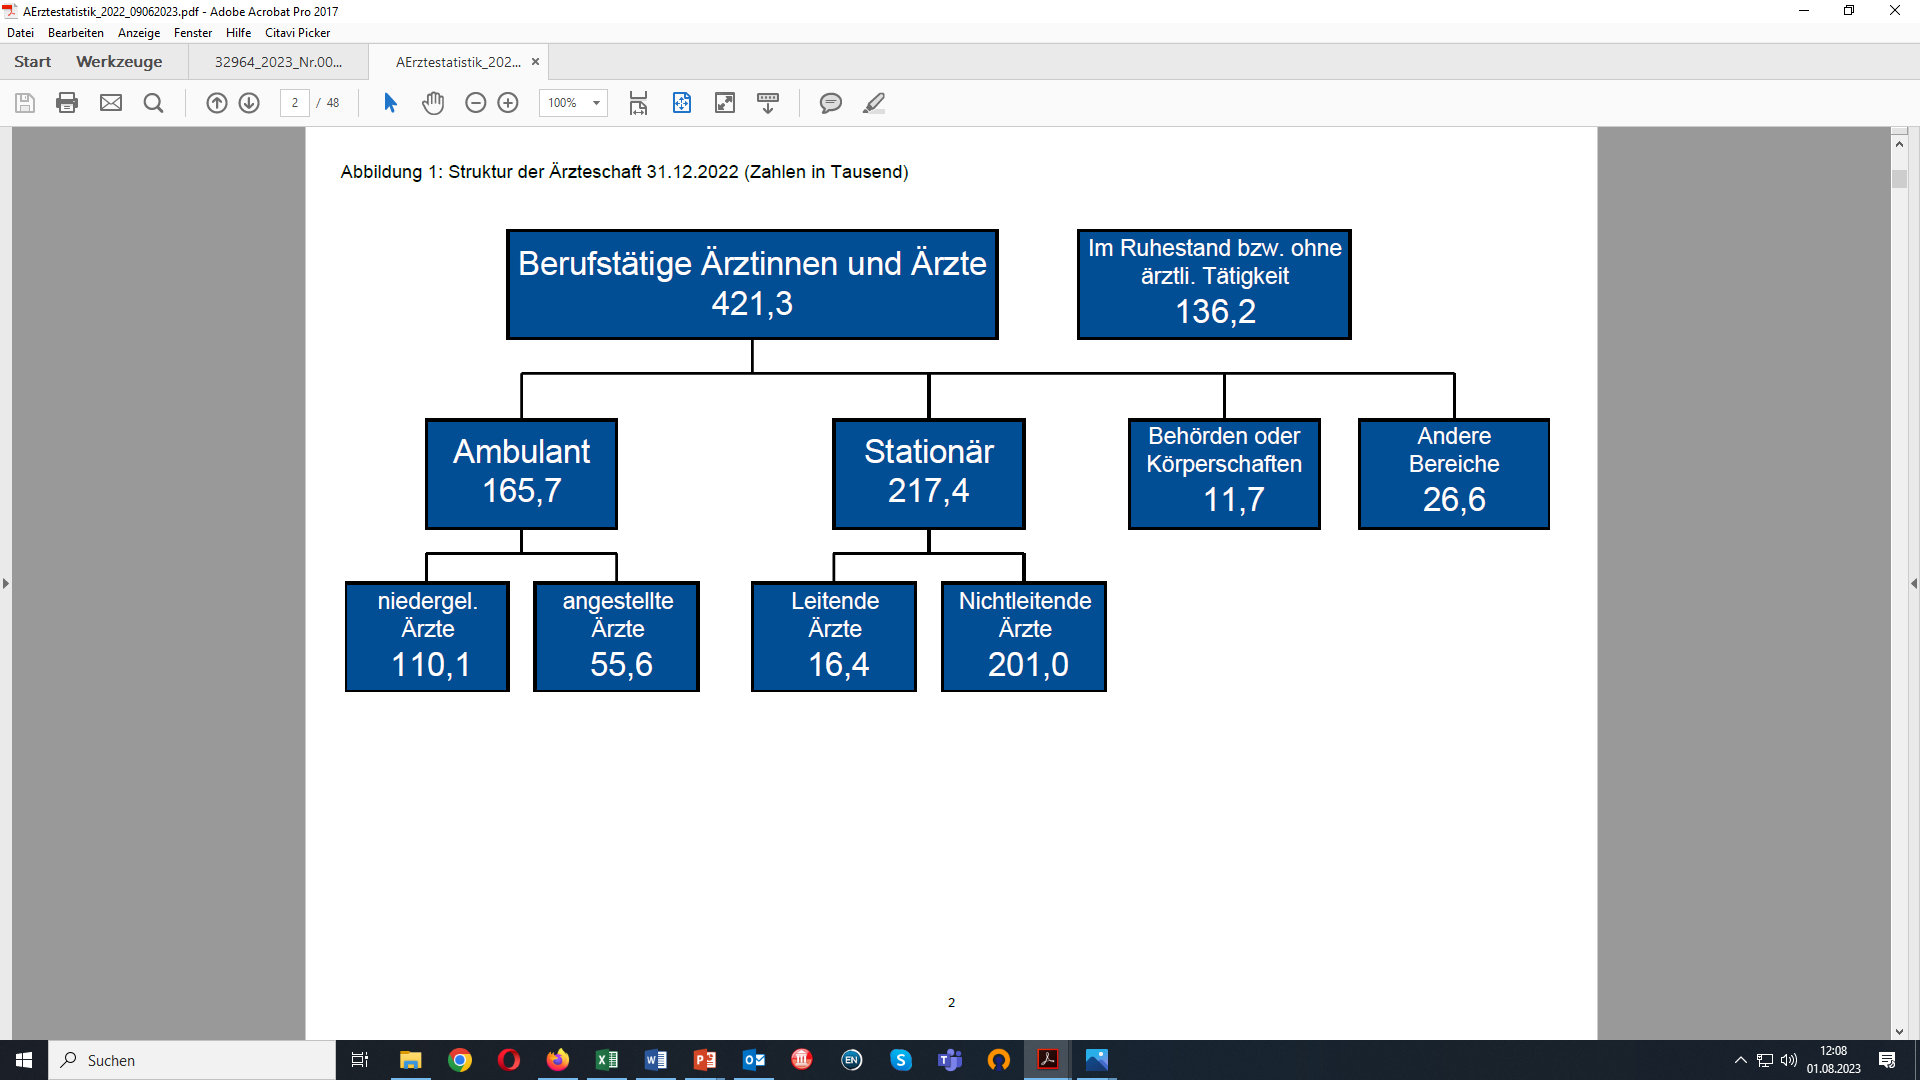 AErztestatistik_2022_09062023.pdf - Adobe Acrobat Pro 2017
Datei Bearbeiten Anzeige Fenster Hilfe Citavi Picker
Start Werkzeuge 32964_2023_Nr.00... AErztestatistik_202... ×
2 / 48 100%
Abbildung 1: Struktur der Ärzteschaft 31.12.2022 (Zahlen in Tausend)
Berufstätige Ärztinnen und Ärzte
421,3
Im Ruhestand bzw. ohne
ärztli. Tätigkeit
136,2
Ambulant
165,7
Stationär
217,4
Behörden oder
Körperschaften
11,7
Andere
Bereiche
26,6
niedergel.
Ärzte
110,1
angestellte
Ärzte
55,6
Leitende
Ärzte
16,4
Nichtleitende
Ärzte
201,0
2
Suchen
EN
12:08
01.08.2023